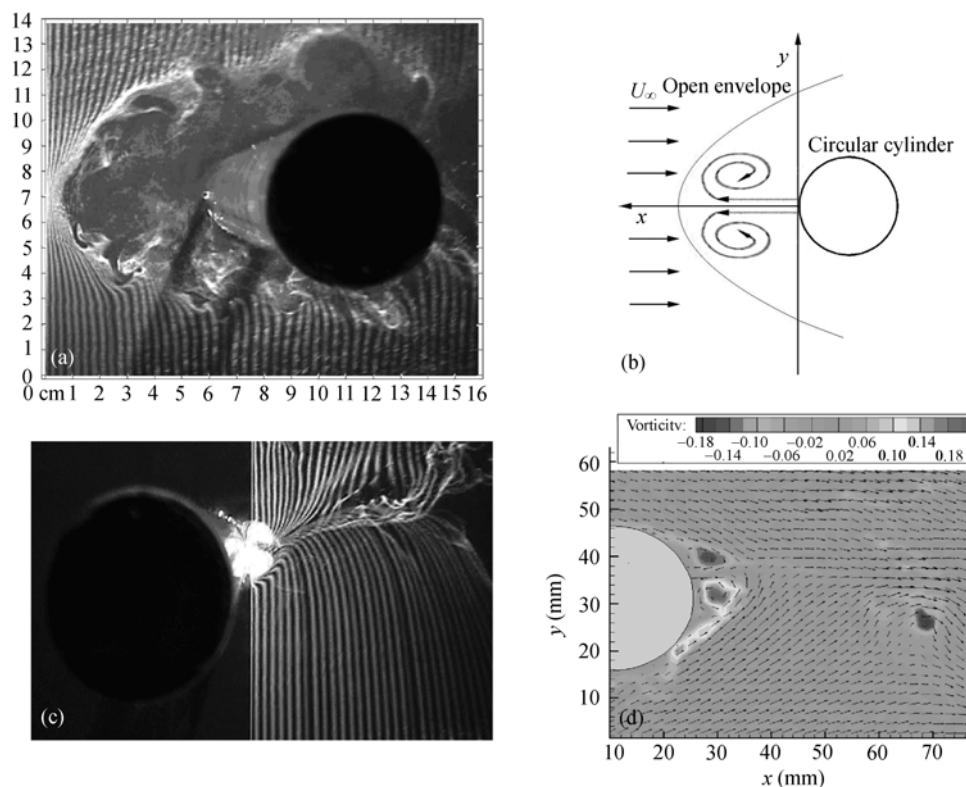 14
13
12
11
10
9
8
7
6
5
4
3
2
1
0
(a)
0 cm 1 2 3 4 5 6 7 8 9 10 11 12 13 14 15 16
y
U∞
Open envelope
Circular cylinder
x
(b)
(c)
Vorticity:
−0.18 −0.10 −0.02 0.06 0.14
−0.14 −0.06 0.02 0.10 0.18
60
50
40
30
20
10
y (mm)
(d)
10 20 30 40 50 60 70
x (mm)